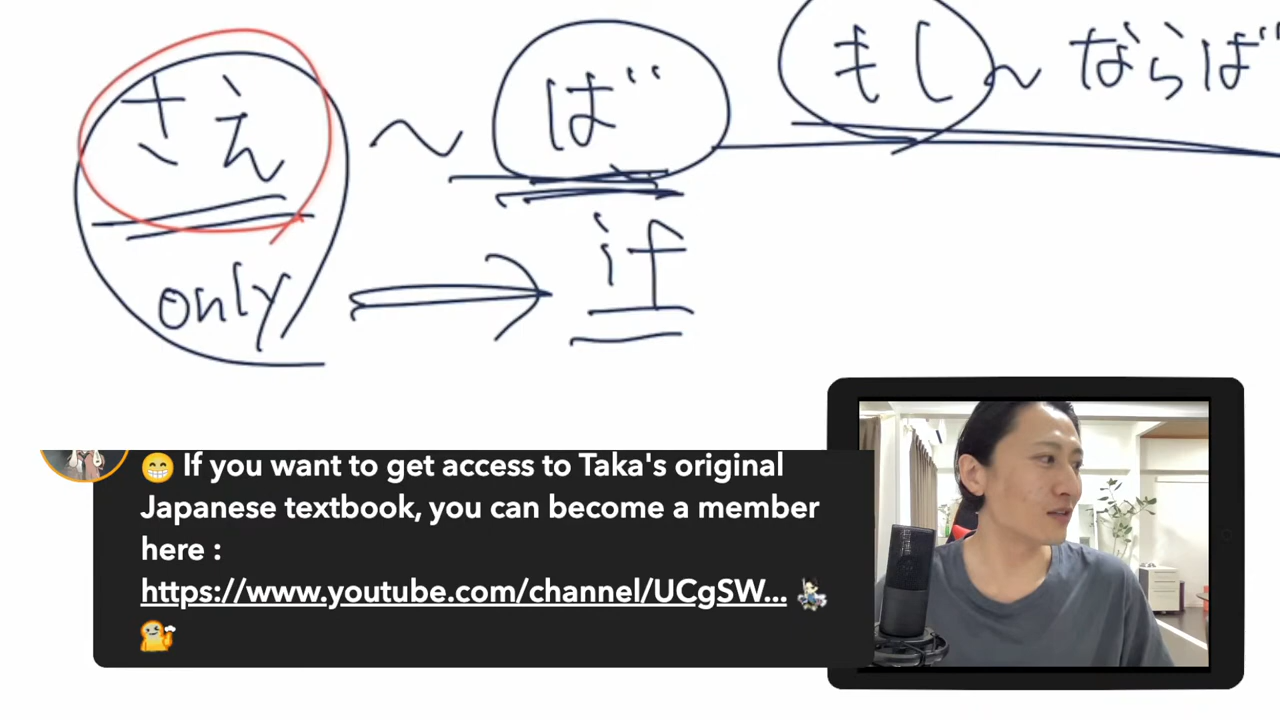 さえ ~ ば もし ~ ならば
only ⇒ if
😁 If you want to get access to Taka's original
Japanese textbook, you can become a member
here :
https://www.youtube.com/channel/UCgSW...